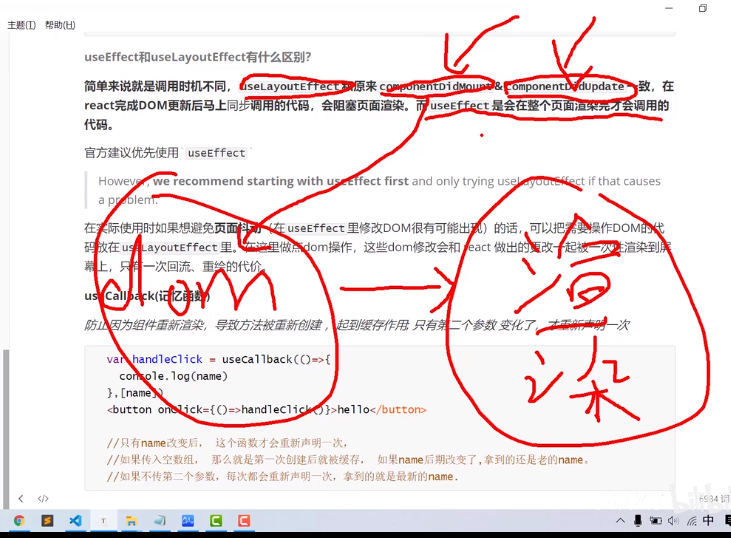 主题(T) 帮助(H)
useEffect和useLayoutEffect有什么区别?
简单来说就是调用时机不同, useLayoutEffect和原来componentDidMount&componentDidUpdate一致，在
react完成DOM更新后马上同步调用的代码，会阻塞页面渲染。而useEffect是会在整个页面渲染完才会调用的
代码。
官方建议优先使用 useEffect
However, we recommend starting with useEffect first and only trying useLayoutEffect if that causes
a problem.
在实际使用时如果想避免页面抖动（在useEffect里修改DOM很有可能出现）的话，可以把需要操作DOM的代
码放在useLayoutEffect里。在这里做点dom操作，这些dom修改会和 react 做出的更改一起被一次性渲染到屏
幕上，只有一次回流、重绘的代价。
dom
渲染
useCallback(记忆函数)
防止因为组件重新渲染，导致方法被重新创建 ，起到缓存作用; 只有第二个参数 变化了，才重新声明一次
var handleClick = useCallback(()=>{
console.log(name)
},[name])
<button onClick={()=>handleClick()}>hello</button>
//只有name改变后， 这个函数才会重新声明一次，
//如果传入空数组， 那么就是第一次创建后就被缓存， 如果name后期改变了,拿到的还是老的name。
//如果不传第二个参数，每次都会重新声明一次，拿到的就是最新的name.
6984 词
中